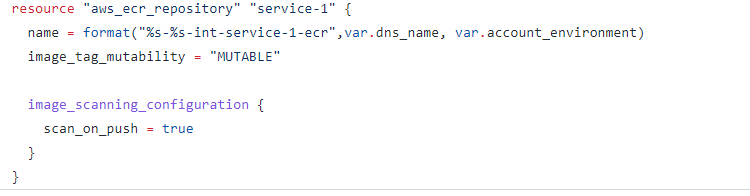 resource "aws_ecr_repository" "service-1" {
  name = format("%s-%s-int-service-1-ecr",var.dns_name, var.account_environment)
  image_tag_mutability = "MUTABLE"

  image_scanning_configuration {
    scan_on_push = true
  }
}